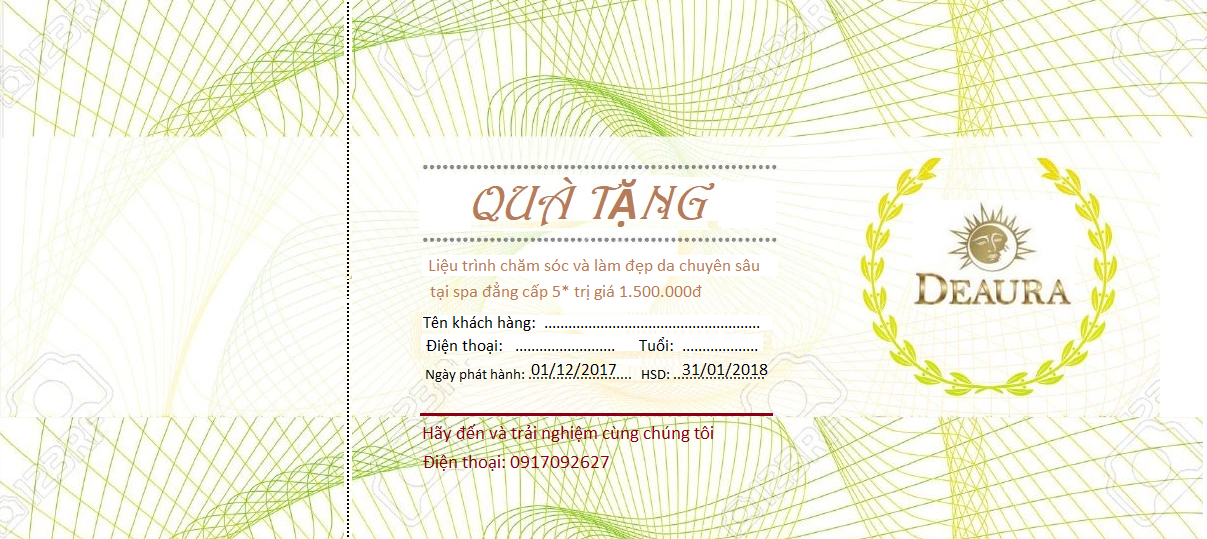 QUÀ TẶNG
Liệu trình chăm sóc và làm đẹp da chuyên sâu
tại spa đẳng cấp 5* trị giá 1.500.000đ
Tên khách hàng: ......................................................
Điện thoại: ......................... Tuổi: ...................
Ngày phát hành: 01/12/2017 HSD: 31/01/2018
Hãy đến và trải nghiệm cùng chúng tôi
Điện thoại: 0917092627
DEAURA